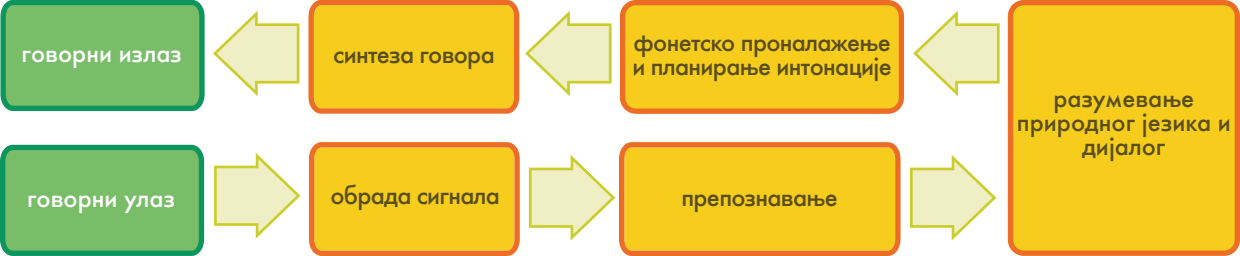 говорни излаз
синтеза говора
фонетско проналажење
и планирање интонације
разумевање
природног језика и
дијалог
говорни улаз
обрада сигнала
препознавање